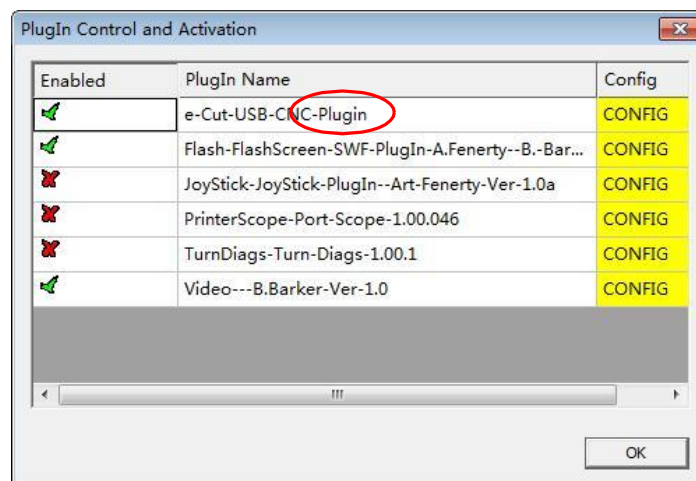 PlugIn Control and Activation
Enabled PlugIn Name Config
e-Cut-USB-CNC-Plugin CONFIG
Flash-FlashScreen-SWF-PlugIn-A.Fenerty--B.-Bar... CONFIG
JoyStick-JoyStick-PlugIn--Art-Fenerty-Ver-1.0a CONFIG
PrinterScope-Port-Scope-1.00.046 CONFIG
TurnDiags-Turn-Diags-1.00.1 CONFIG
Video---B.Barker-Ver-1.0 CONFIG
OK